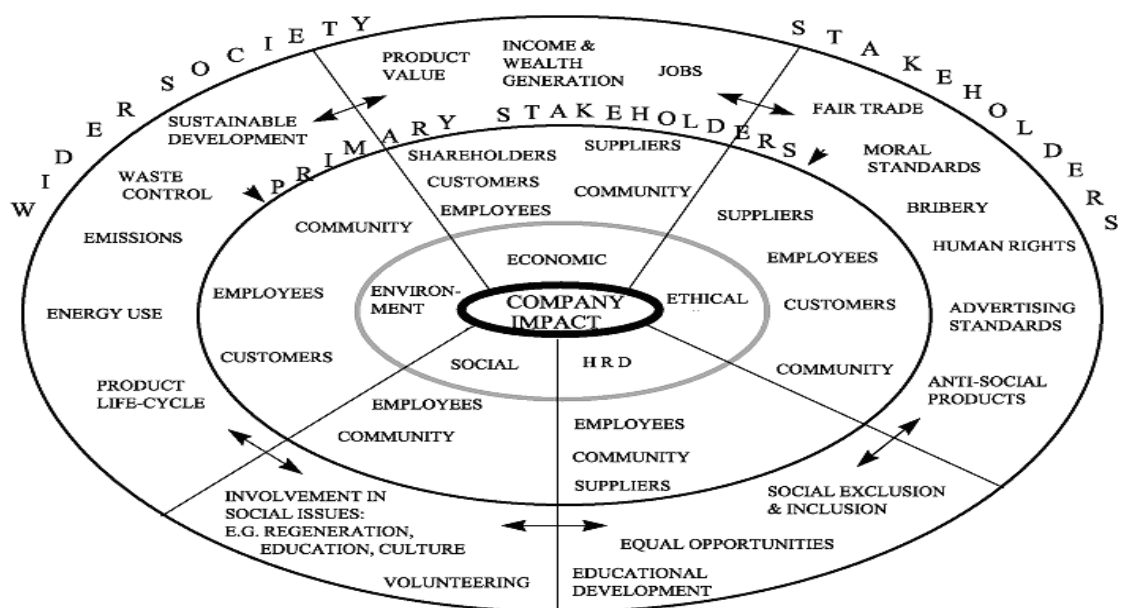 WIDER SOCIETY STAKEHOLDERS
PRODUCT
VALUE
INCOME &
WEALTH
GENERATION
JOBS
SUSTAINABLE
DEVELOPMENT
FAIR TRADE
PRIMARY STAKEHOLDERS
WASTE
CONTROL
MORAL
STANDARDS
EMISSIONS
BRIBERY
HUMAN RIGHTS
ENERGY USE
ADVERTISING
STANDARDS
PRODUCT
LIFE-CYCLE
ANTI-SOCIAL
PRODUCTS
SHAREHOLDERS
SUPPLIERS
CUSTOMERS
COMMUNITY
EMPLOYEES
COMMUNITY
EMPLOYEES
CUSTOMERS
SUPPLIERS
EMPLOYEES
CUSTOMERS
COMMUNITY
ECONOMIC
ENVIRON-
MENT
COMPANY
IMPACT
ETHICAL
SOCIAL
HRD
EMPLOYEES
COMMUNITY
EMPLOYEES
COMMUNITY
SUPPLIERS
INVOLVEMENT IN
SOCIAL ISSUES:
E.G. REGENERATION,
EDUCATION, CULTURE
VOLUNTEERING
SOCIAL EXCLUSION
& INCLUSION
EQUAL OPPORTUNITIES
EDUCATIONAL
DEVELOPMENT